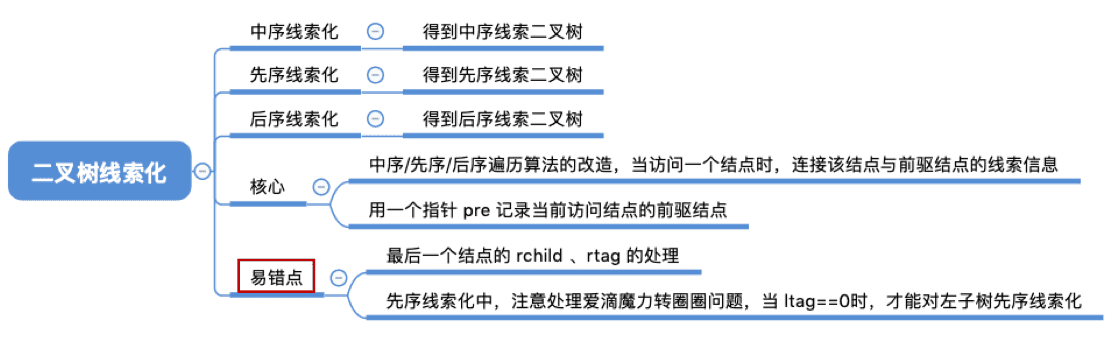 中序线索化
得到中序线索二叉树
先序线索化
得到先序线索二叉树
后序线索化
得到后序线索二叉树
二叉树线索化
核心
中序/先序/后序遍历算法的改造，当访问一个结点时，连接该结点与前驱结点的线索信息
用一个指针 pre 记录当前访问结点的前驱结点
易错点
最后一个结点的 rchild 、rtag 的处理
先序线索化中，注意处理爱滴魔力转圈圈问题，当 ltag==0时，才能对左子树先序线索化